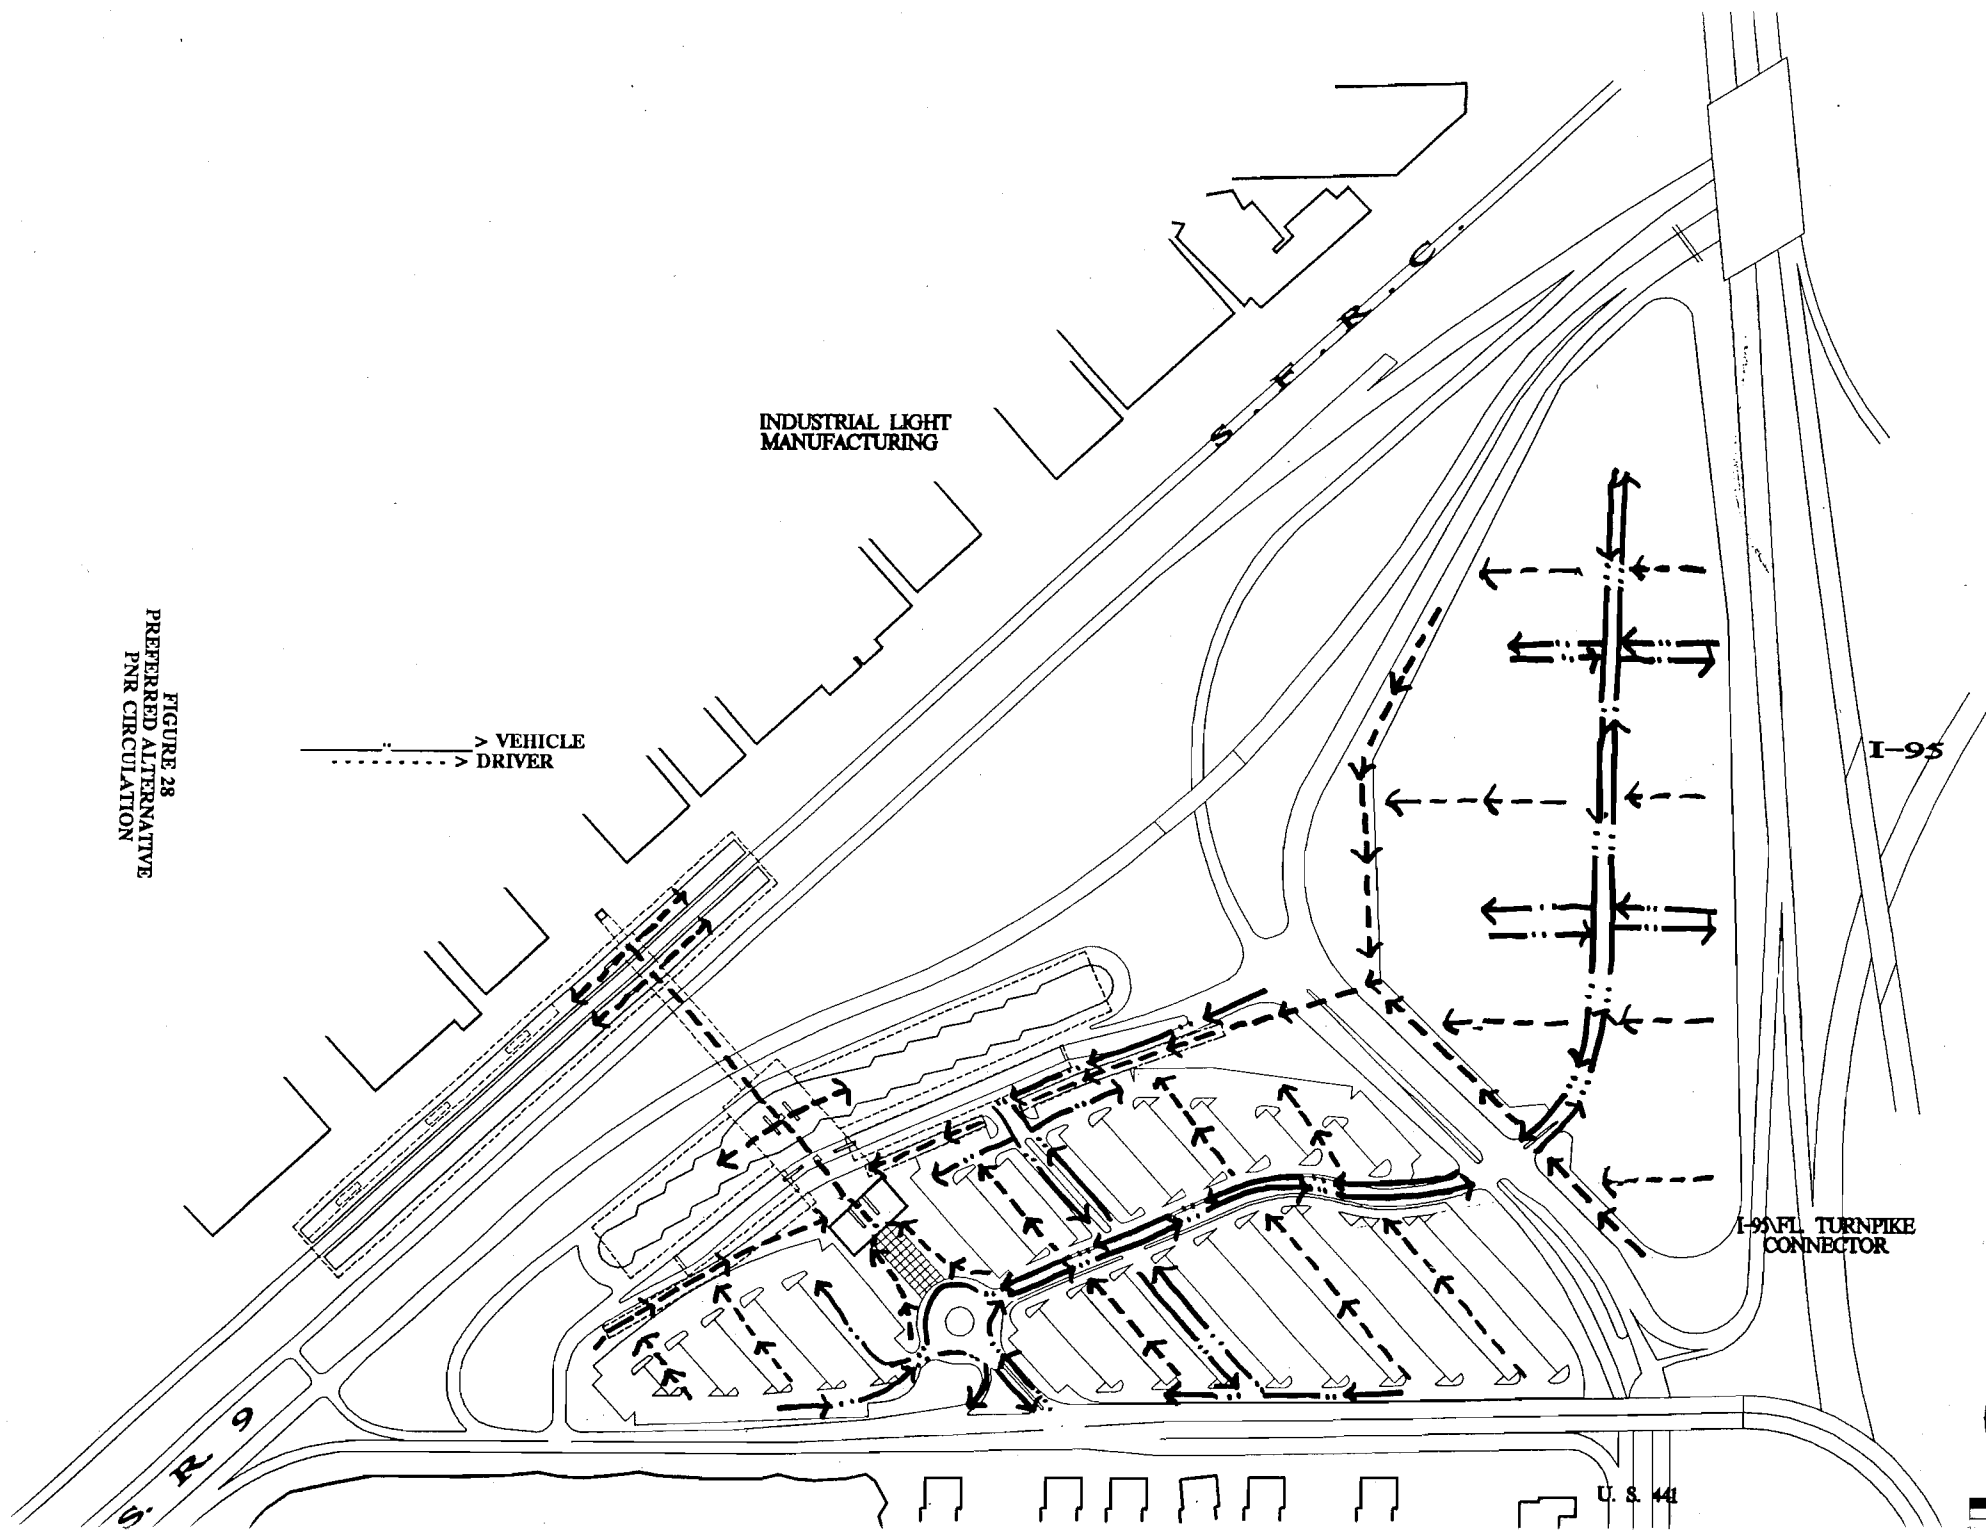 S. F. R. C.
INDUSTRIAL LIGHT
MANUFACTURING
> VEHICLE
> DRIVER
FIGURE 28
PREFERRED ALTERNATIVE
PNR CIRCULATION
I-95
I-95\FL. TURNPIKE
CONNECTOR
S. R. 9
U. S. 441